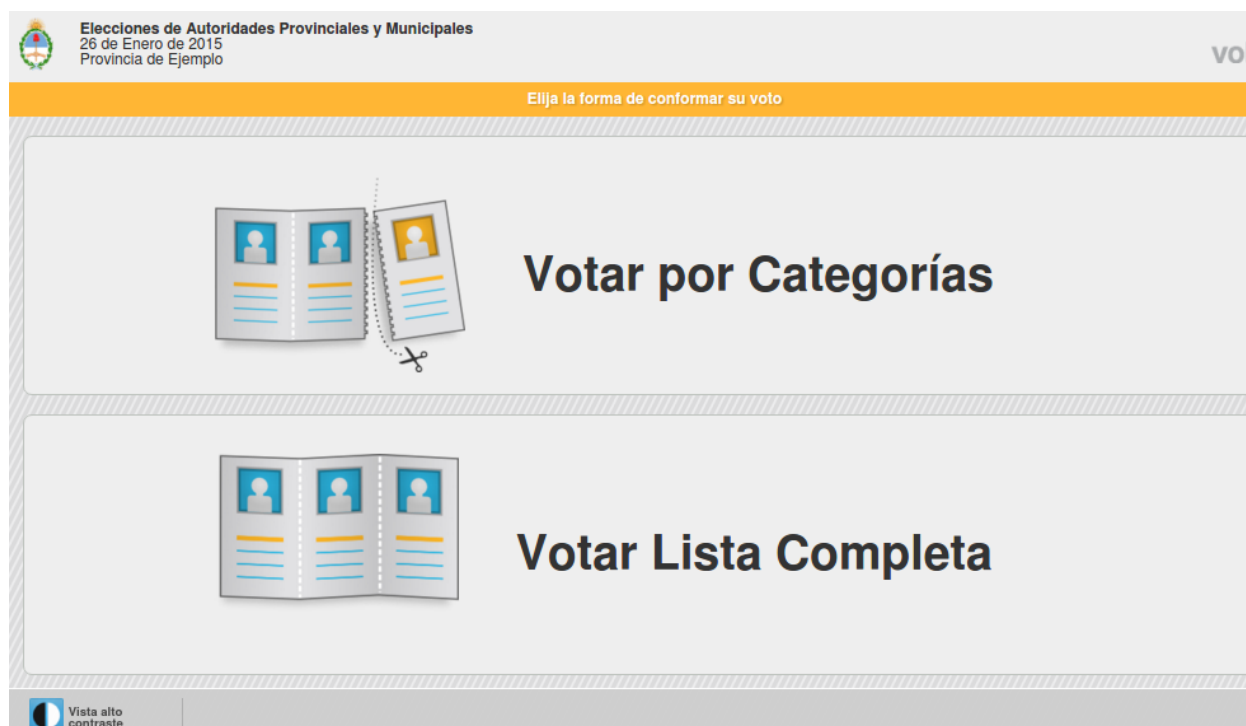 Elecciones de Autoridades Provinciales y Municipales
26 de Enero de 2015
Provincia de Ejemplo
VO
Elija la forma de conformar su voto
Votar por Categorías
Votar Lista Completa
Vista alto
contraste